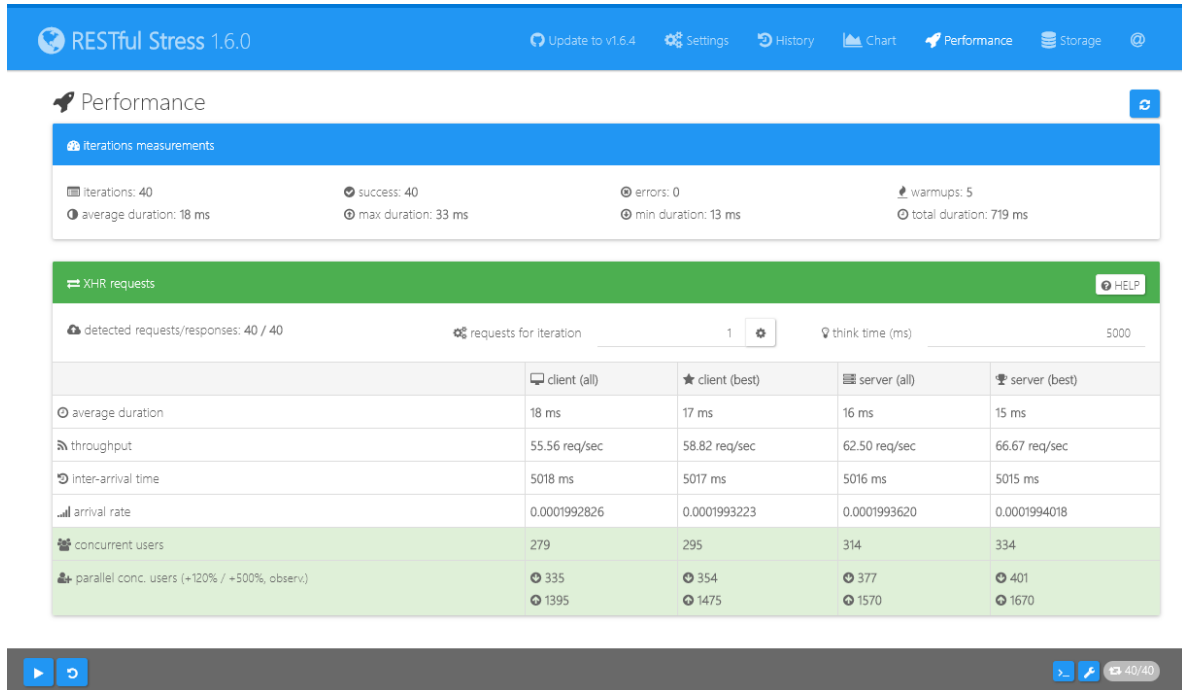 RESTful Stress 1.6.0 Update to v1.6.4 Settings History Chart Performance Storage @
Performance
iterations measurements
iterations: 40 success: 40 errors: 0 warmups: 5
average duration: 18 ms max duration: 33 ms min duration: 13 ms total duration: 719 ms
XHR requests HELP
detected requests/responses: 40 / 40 requests for iteration 1 think time (ms) 5000
client (all) client (best) server (all) server (best)
average duration 18 ms 17 ms 16 ms 15 ms
throughput 55.56 req/sec 58.82 req/sec 62.50 req/sec 66.67 req/sec
inter-arrival time 5018 ms 5017 ms 5016 ms 5015 ms
arrival rate 0.0001992826 0.0001993223 0.0001993620 0.0001994018
concurrent users 279 295 314 334
parallel conc. users (+120% / +500%, observ.) 335 354 377 401
1395 1475 1570 1670
40/40